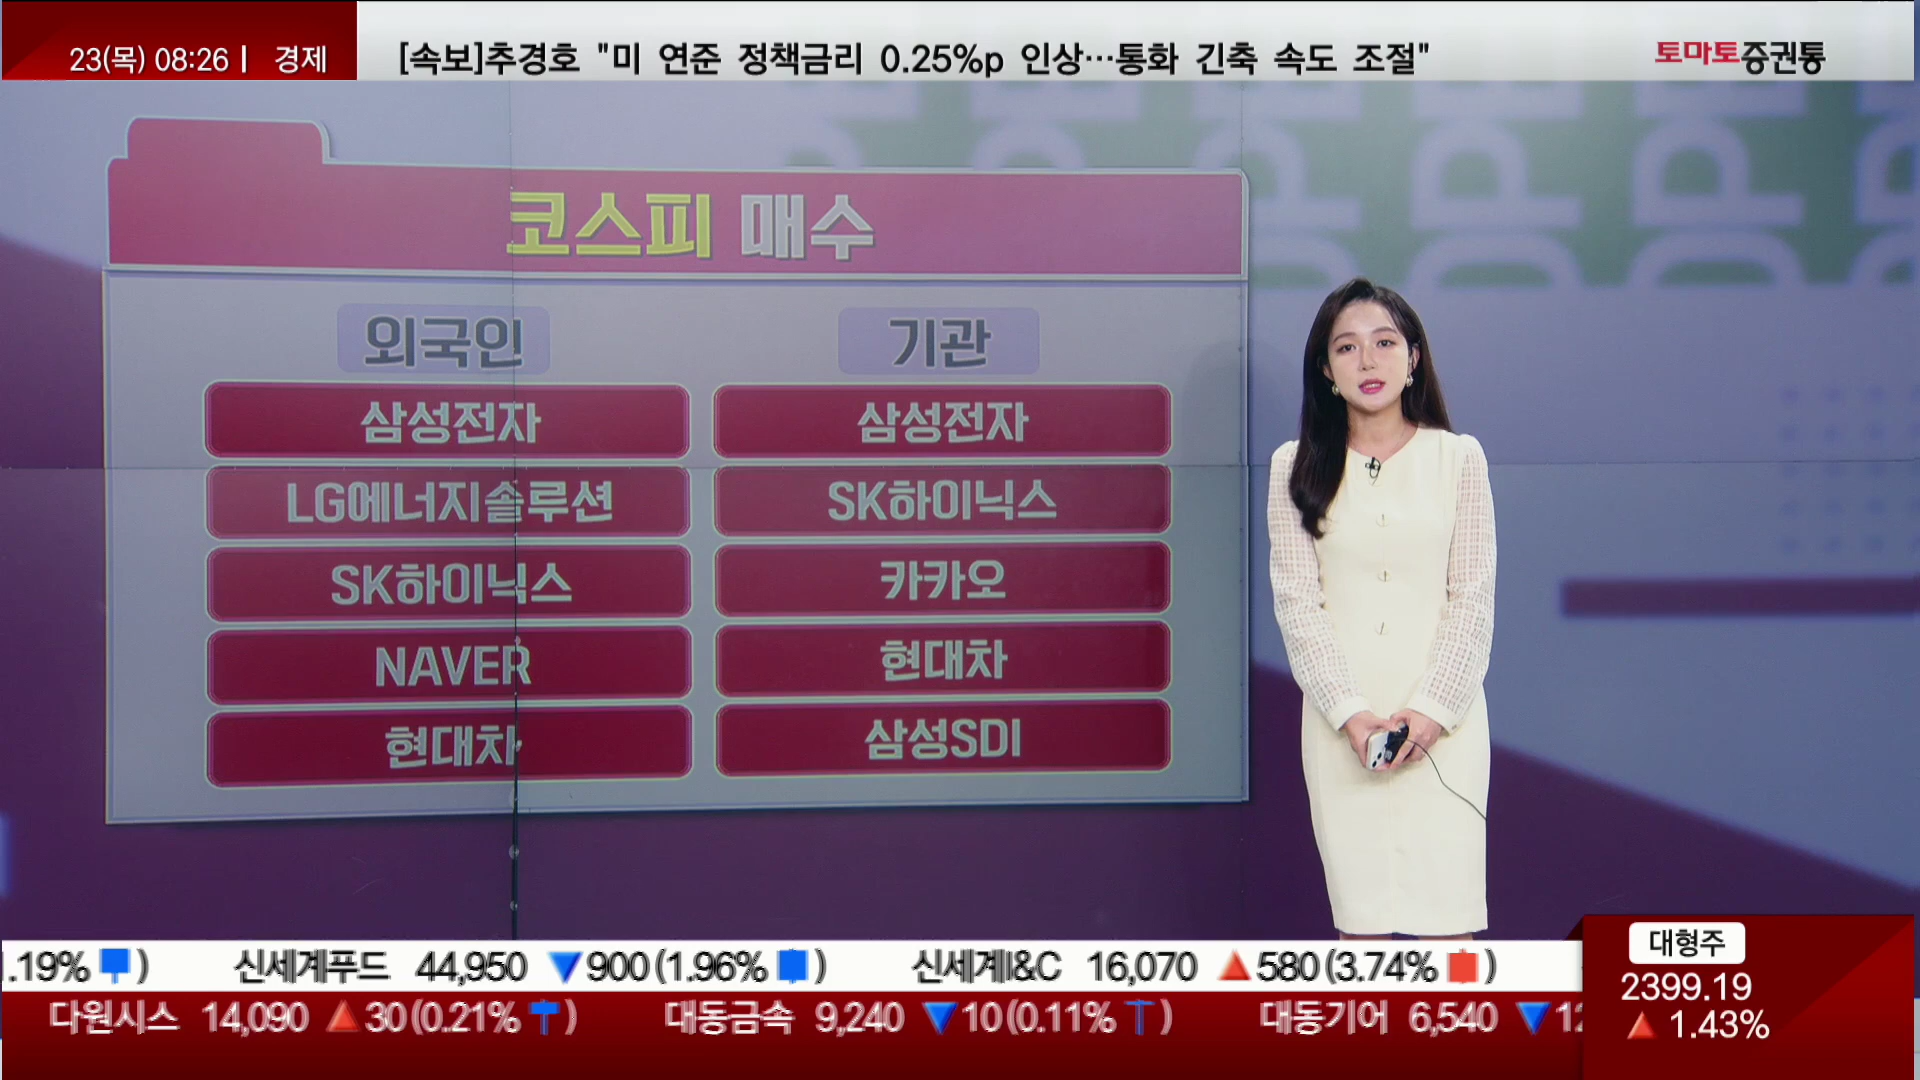 23(목) 08:26 | 경제
[속보]추경호 "미 연준 정책금리 0.25%p 인상…통화 긴축 속도 조절"
토마토증권통
코스피 매수
외국인
삼성전자
LG에너지솔루션
SK하이닉스
NAVER
현대차
기관
삼성전자
SK하이닉스
카카오
현대차
삼성SDI
.19% ) 신세계푸드 44,950 ▼900(1.96% ) 신세계I&C 16,070 ▲580(3.74% )
다원시스 14,090 ▲30(0.21% ) 대동금속 9,240 ▼10(0.11% ) 대동기어 6,540 ▼12
대형주
2399.19
▲ 1.43%